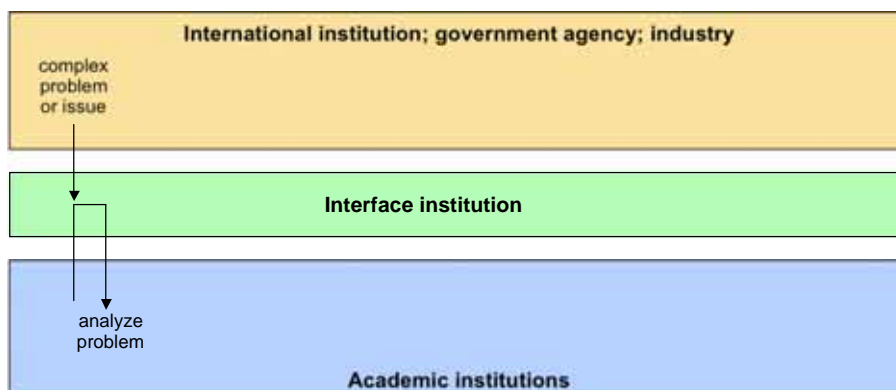 International institution; government agency; industry
complex
problem
or issue
Interface institution
analyze
problem
Academic institutions